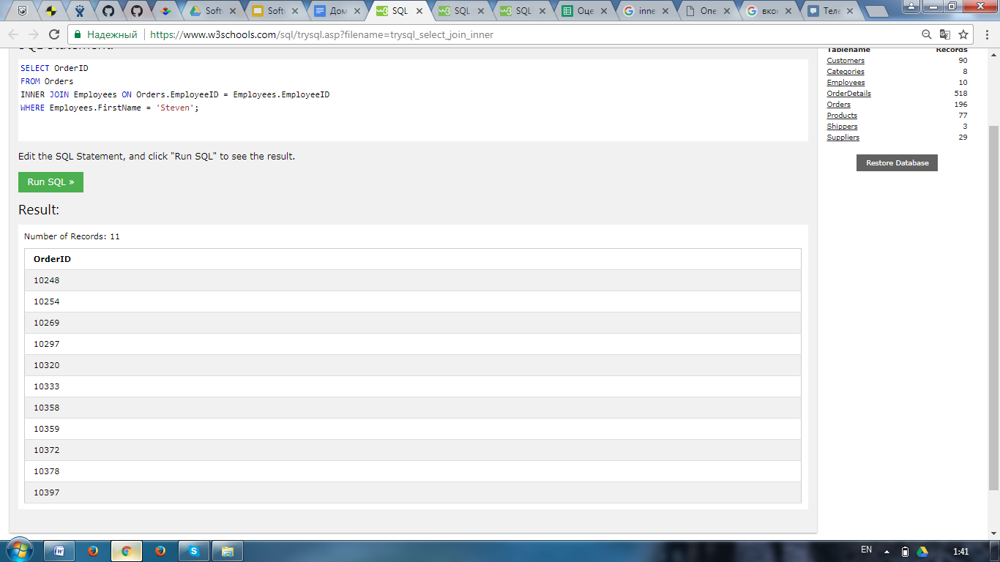 Soft
Soft
Дом
SQL
SQL
SQL
Оце
inne
Опе
вкон
Теле
Надежный
https://www.w3schools.com/sql/trysql.asp?filename=trysql_select_join_inner
SELECT OrderID
FROM Orders
INNER JOIN Employees ON Orders.EmployeeID = Employees.EmployeeID
WHERE Employees.FirstName = 'Steven';
Edit the SQL Statement, and click "Run SQL" to see the result.
Run SQL »
Result:
Number of Records: 11
OrderID
10248
10254
10269
10297
10320
10333
10358
10359
10372
10378
10397
Tablename Records
Customers 90
Categories 8
Employees 10
OrderDetails 518
Orders 196
Products 77
Shippers 3
Suppliers 29
Restore Database
EN
1:41